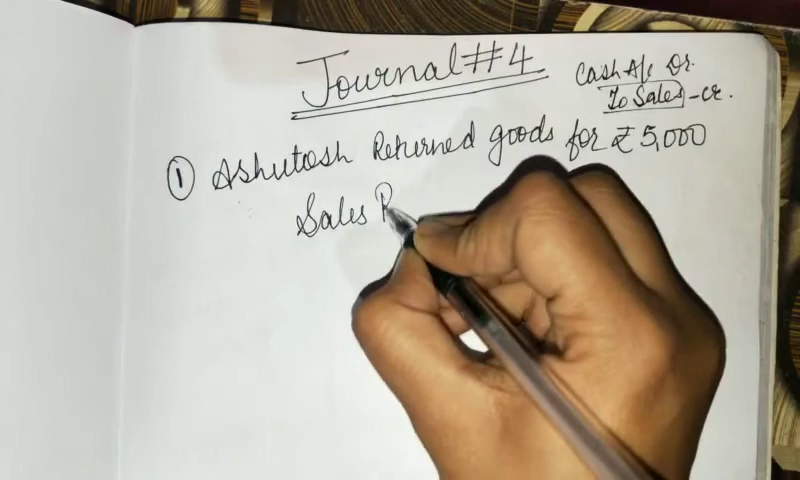 Journal #4
Cash A/c Dr.
To Sales - cr.
① Ashutosh Returned goods for ₹ 5,000
Sales R